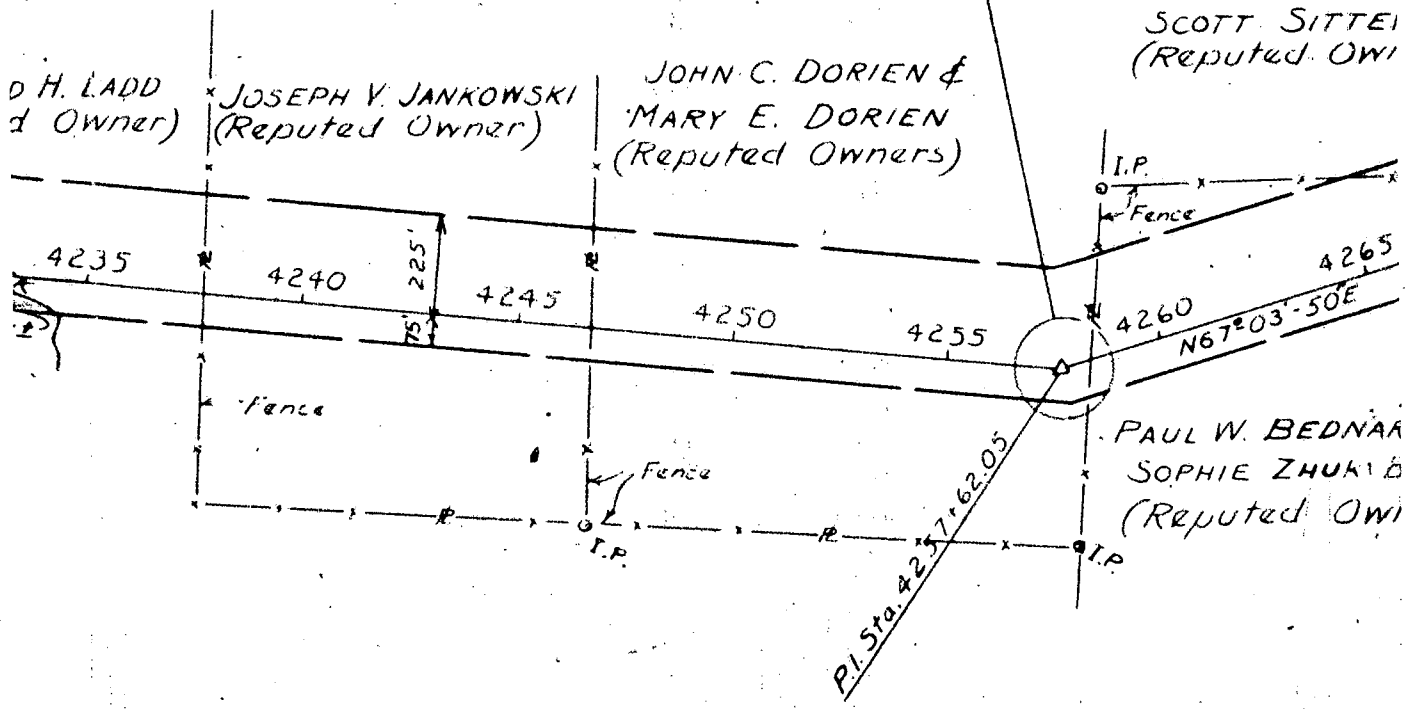 SCOTT SITTE
(Reputed Ow
D H. LADD
d Owner)
JOSEPH V. JANKOWSKI
(Reputed Owner)
JOHN C. DORIEN &
MARY E. DORIEN
(Reputed Owners)
I.P.
Fence
4235
4240
225'
75'
4245
4250
4255
4260
4265
N67°03'-50"E
Fence
Fence
I.P.
I.P.
P.I. Sta. 4257+62.05
PAUL W. BEDNAR
SOPHIE ZHUK
(Reputed Ow